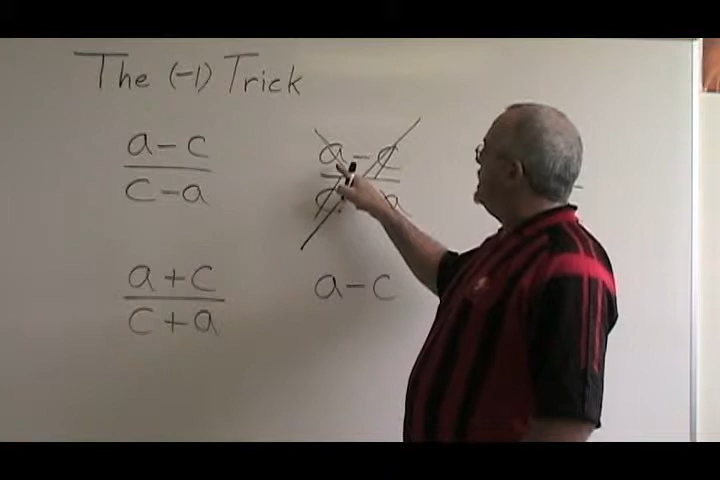 The (-1) Trick
a - c
c - a
a - c
c - a
a + c
c + a
a - c